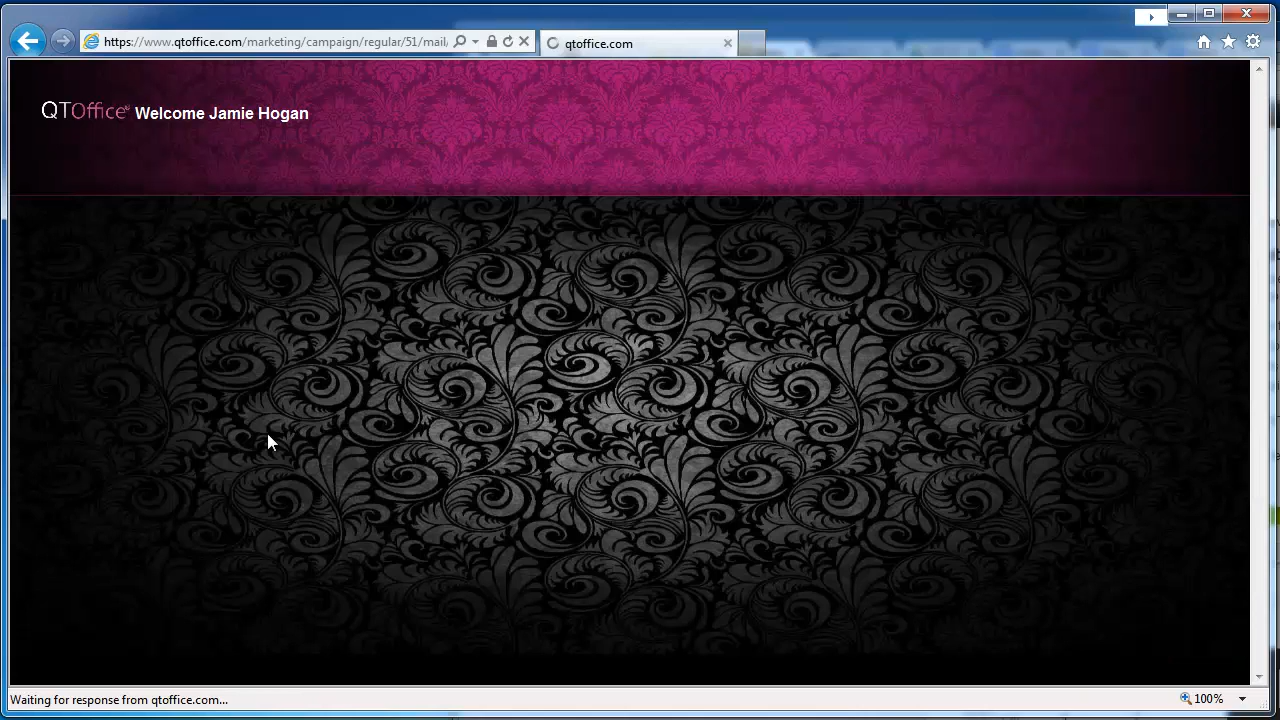 https://www.qtoffice.com/marketing/campaign/regular/51/mail,
qtoffice.com
QTOffice® Welcome Jamie Hogan
Waiting for response from qtoffice.com...
100%